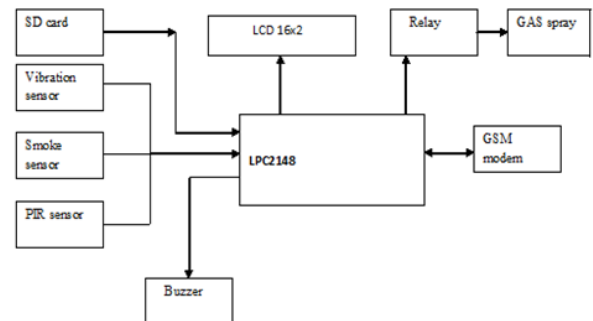 SD card
LCD 16x2
Relay
GAS spray
Vibration
sensor
Smoke
sensor
LPC2148
GSM
modem
PIR sensor
Buzzer